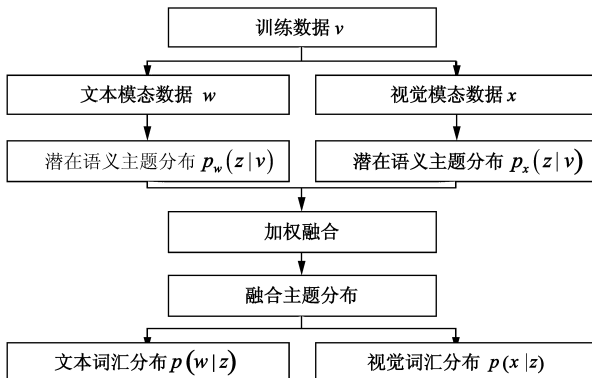 训练数据 v
文本模态数据 w
视觉模态数据 x
潜在语义主题分布 p_w(z|v)
潜在语义主题分布 p_x(z|v)
加权融合
融合主题分布
文本词汇分布 p(w|z)
视觉词汇分布 p(x|z)